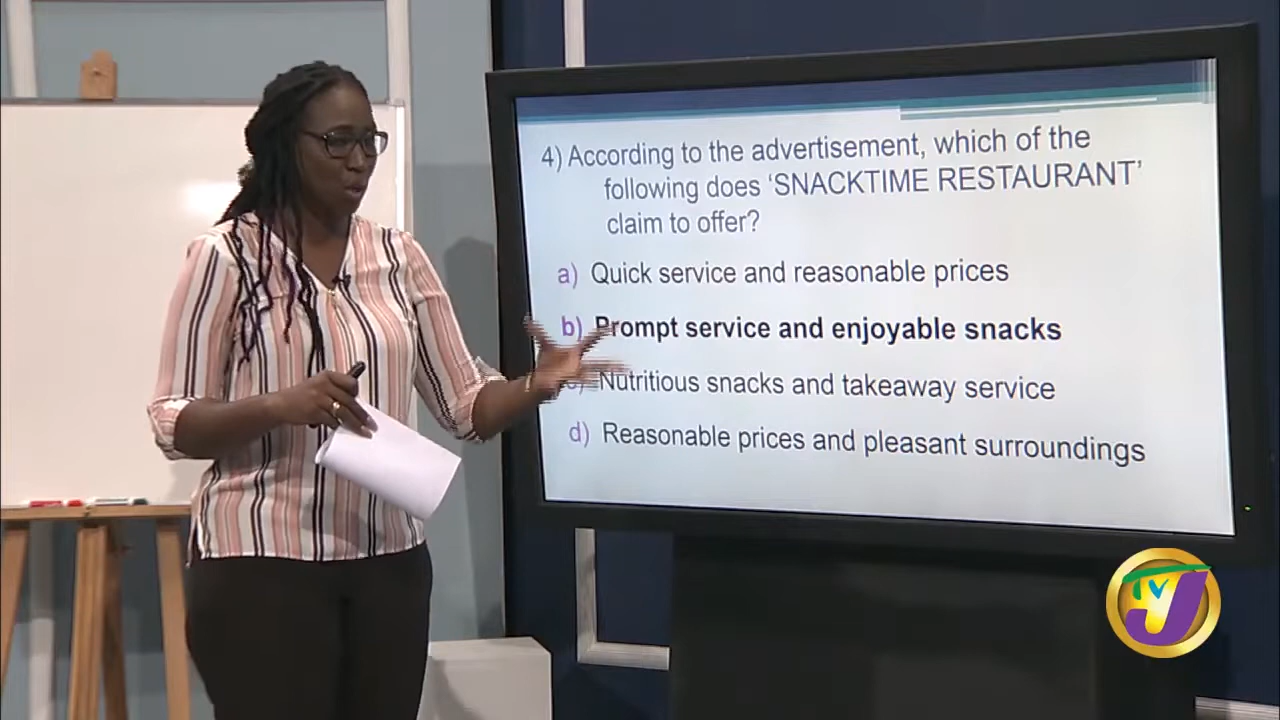 4) According to the advertisement, which of the
following does ‘SNACKTIME RESTAURANT’
claim to offer?
a) Quick service and reasonable prices
b) Prompt service and enjoyable snacks
c) Nutritious snacks and takeaway service
d) Reasonable prices and pleasant surroundings
TVJ